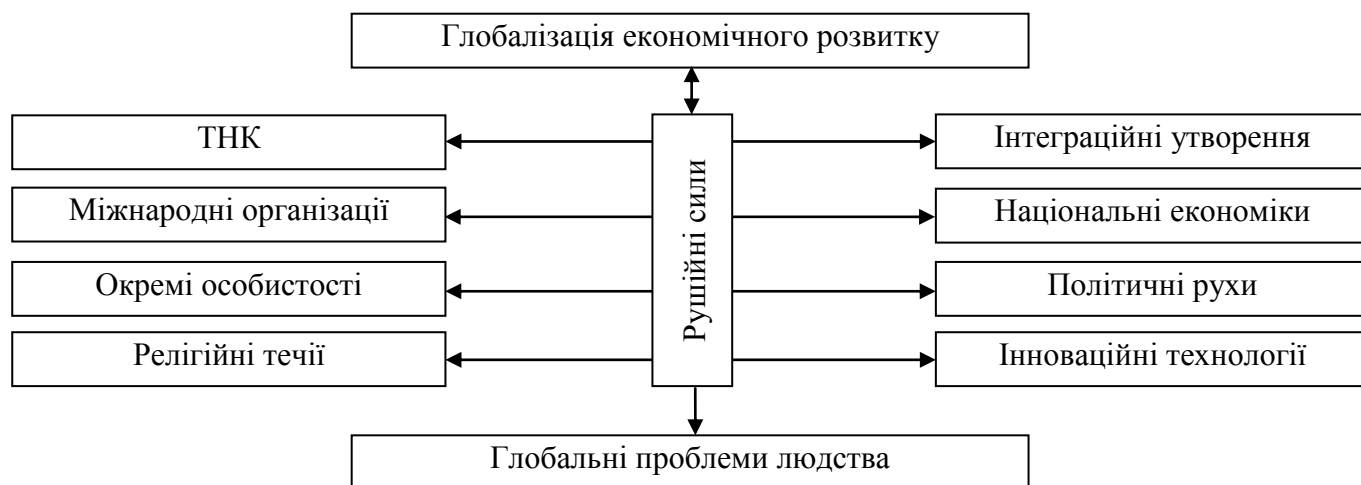 Глобалізація економічного розвитку
ТНК
Інтеграційні утворення
Міжнародні організації
Національні економіки
Рушійні сили
Окремі особистості
Політичні рухи
Релігійні течії
Інноваційні технології
Глобальні проблеми людства